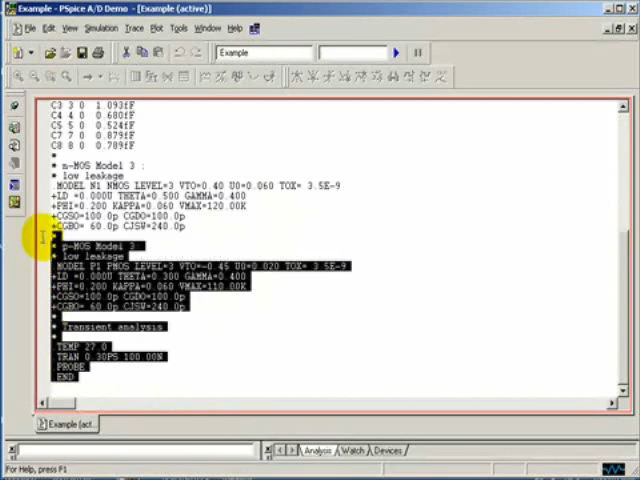 Example - PSpice A/D Demo - [Example (active)]
File Edit View Simulation Trace Plot Tools Window Help
Example
C3 3 0 1.093fF
C4 4 0 0.680fF
C5 5 0 0.524fF
C7 7 0 0.879fF
C8 8 0 0.789fF
*
* n-MOS Model 3 :
* low leakage
.MODEL N1 NMOS LEVEL=3 VTO=0.40 U0=0.060 TOX= 3.5E-9
+LD =0.000U THETA=0.500 GAMMA=0.400
+PHI=0.200 KAPPA=0.060 VMAX=120.00K
+CGSO=100.0p CGDO=100.0p
+CGBO= 60.0p CJSW=240.0p
*
* p-MOS Model 3
* low leakage
.MODEL P1 PMOS LEVEL=3 VTO=-0.45 U0=0.020 TOX= 3.5E-9
+LD =0.000U THETA=0.300 GAMMA=0.400
+PHI=0.200 KAPPA=0.060 VMAX=110.00K
+CGSO=100.0p CGDO=100.0p
+CGBO= 60.0p CJSW=240.0p
*
* Transient analysis
*
.TEMP 27.0
.TRAN 0.30PS 100.00N
.PROBE
.END
Example (act...
Analysis Watch Devices
For Help, press F1